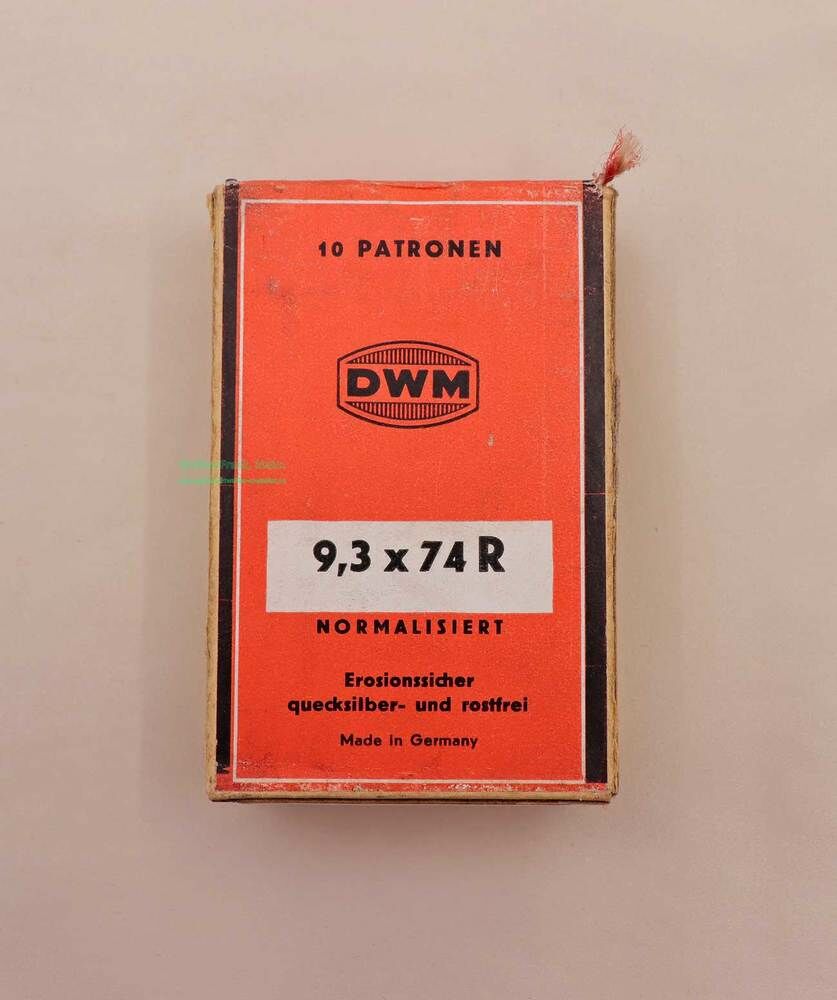 10 PATRONEN
DWM
9,3 x 74 R
NORMALISIERT
Erosionssicher
quecksilber- und rostfrei
Made in Germany